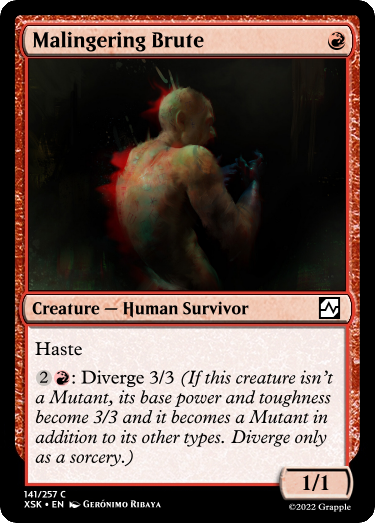 Malingering Brute
Creature — Human Survivor
Haste
2 : Diverge 3/3 (If this creature isn't
a Mutant, its base power and toughness
become 3/3 and it becomes a Mutant in
addition to its other types. Diverge only
as a sorcery.)
1/1
141/257 C
XSK • EN Gerónimo Ribaya
©2022 Grapple